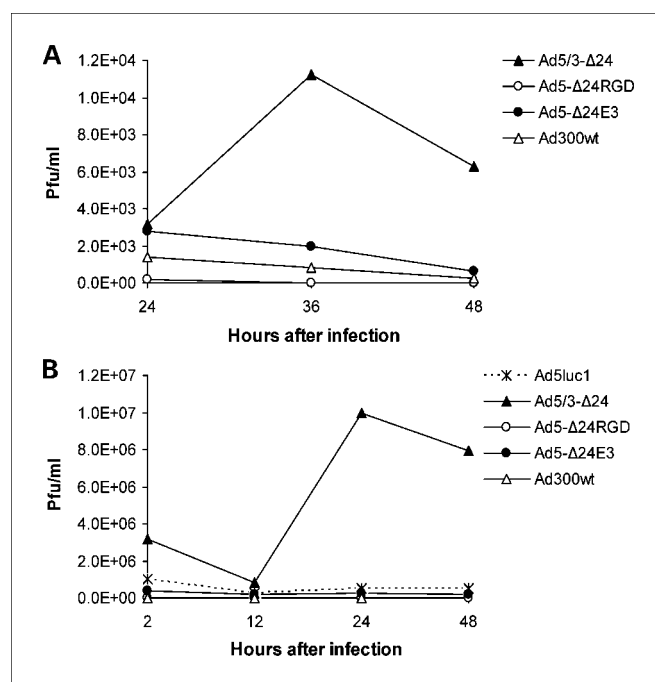 A
1.2E+04
1.0E+04
8.0E+03
6.0E+03
4.0E+03
2.0E+03
0.0E+00
Pfu/ml
24
36
48
Hours after infection
Ad5/3-Δ24
Ad5-Δ24RGD
Ad5-Δ24E3
Ad300wt
B
1.2E+07
1.0E+07
8.0E+06
6.0E+06
4.0E+06
2.0E+06
0.0E+00
Pfu/ml
2
12
24
48
Hours after infection
Ad5luc1
Ad5/3-Δ24
Ad5-Δ24RGD
Ad5-Δ24E3
Ad300wt